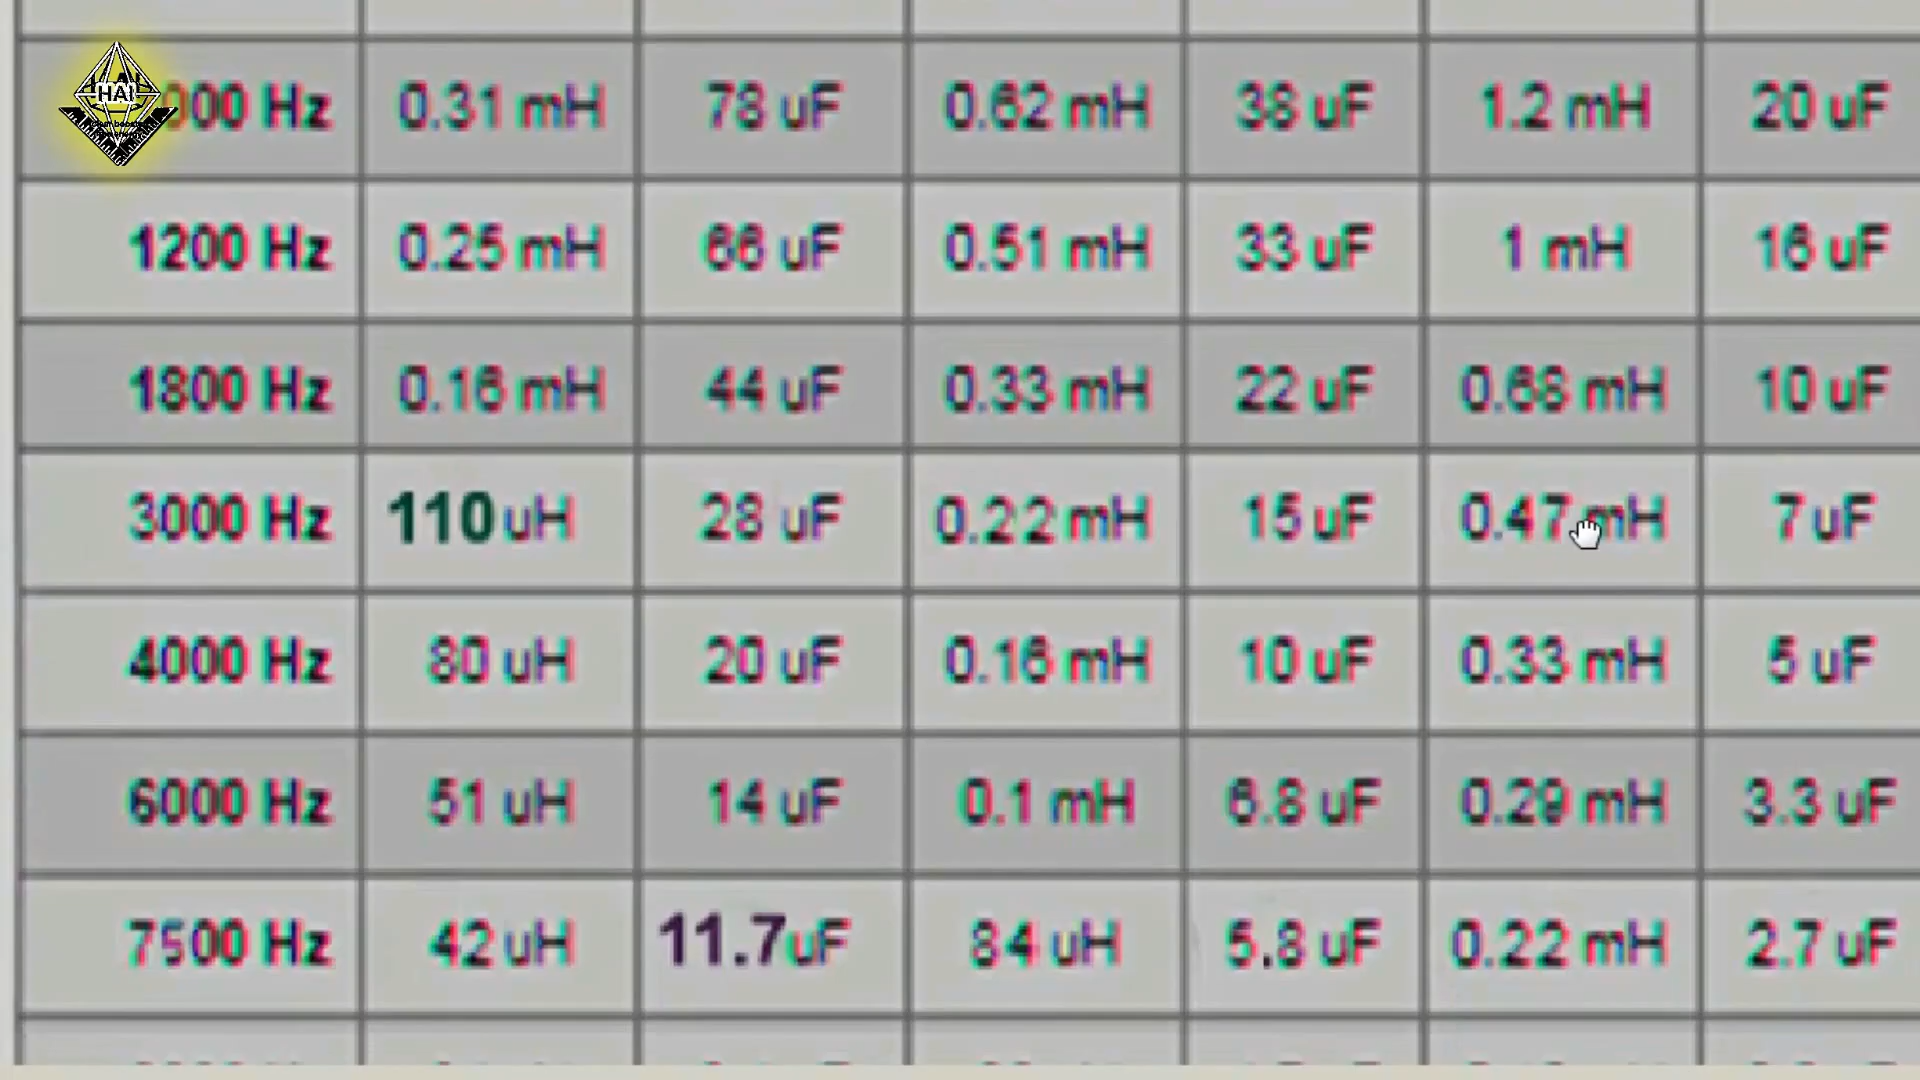 HAI
000 Hz 0.31 mH 78 uF 0.62 mH 38 uF 1.2 mH 20 uF
1200 Hz 0.25 mH 66 uF 0.51 mH 33 uF 1 mH 16 uF
1800 Hz 0.16 mH 44 uF 0.33 mH 22 uF 0.68 mH 10 uF
3000 Hz 110 uH 28 uF 0.22 mH 15 uF 0.47 mH 7 uF
4000 Hz 80 uH 20 uF 0.16 mH 10 uF 0.33 mH 5 uF
6000 Hz 51 uH 14 uF 0.1 mH 6.8 uF 0.29 mH 3.3 uF
7500 Hz 42 uH 11.7 uF 84 uH 5.8 uF 0.22 mH 2.7 uF